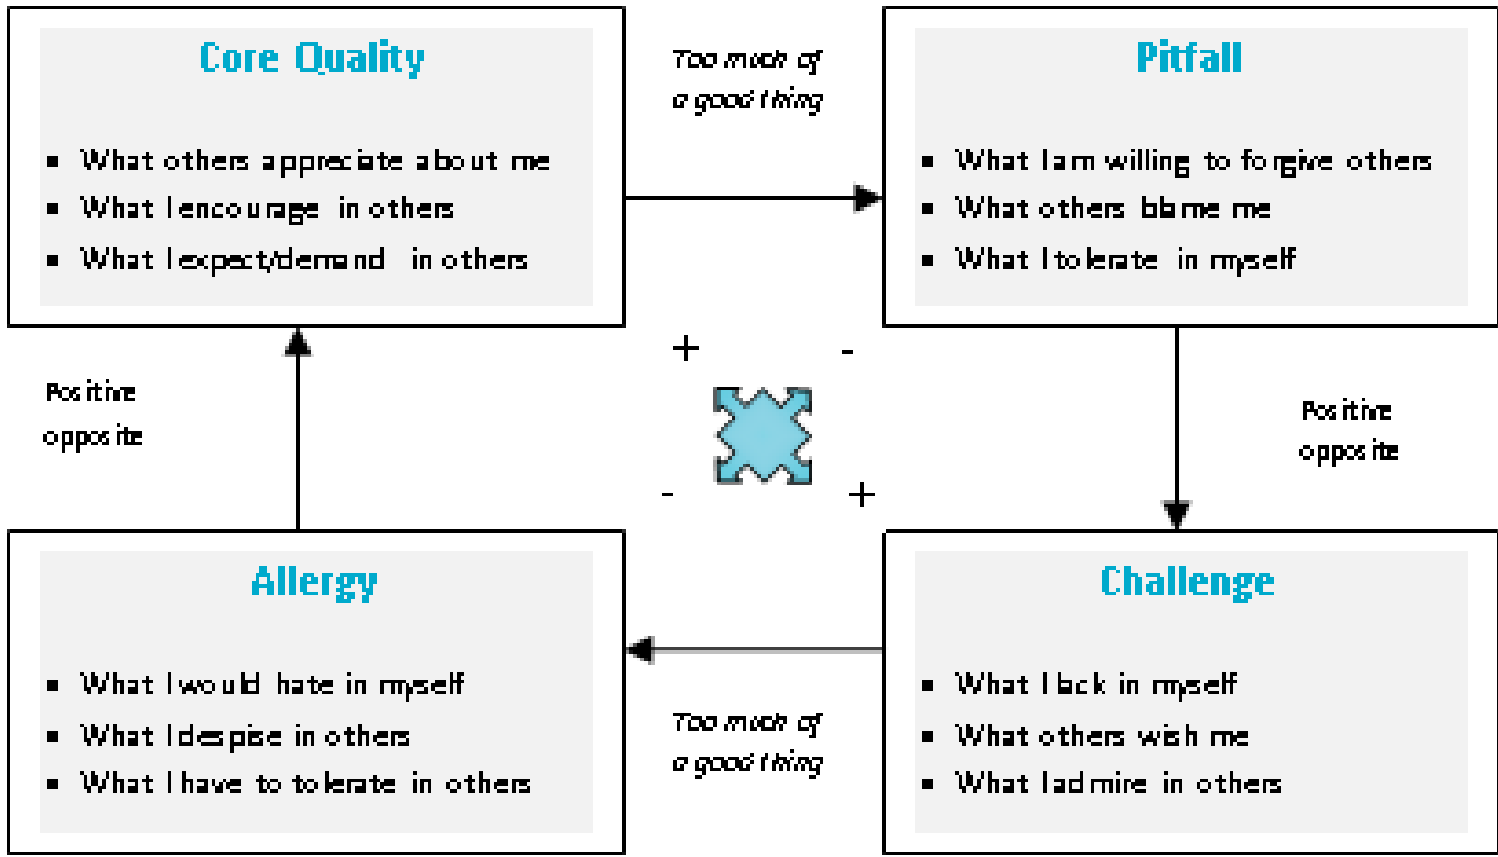 Core Quality
▪ What others appreciate about me
▪ What I encourage in others
▪ What I expect/demand in others
Too much of
a good thing
Pitfall
▪ What I am willing to forgive others
▪ What others blame me
▪ What I tolerate in myself
+
-
Positive
opposite
Positive
opposite
-
+
Allergy
▪ What I would hate in myself
▪ What I despise in others
▪ What I have to tolerate in others
Too much of
a good thing
Challenge
▪ What I lack in myself
▪ What others wish me
▪ What I admire in others